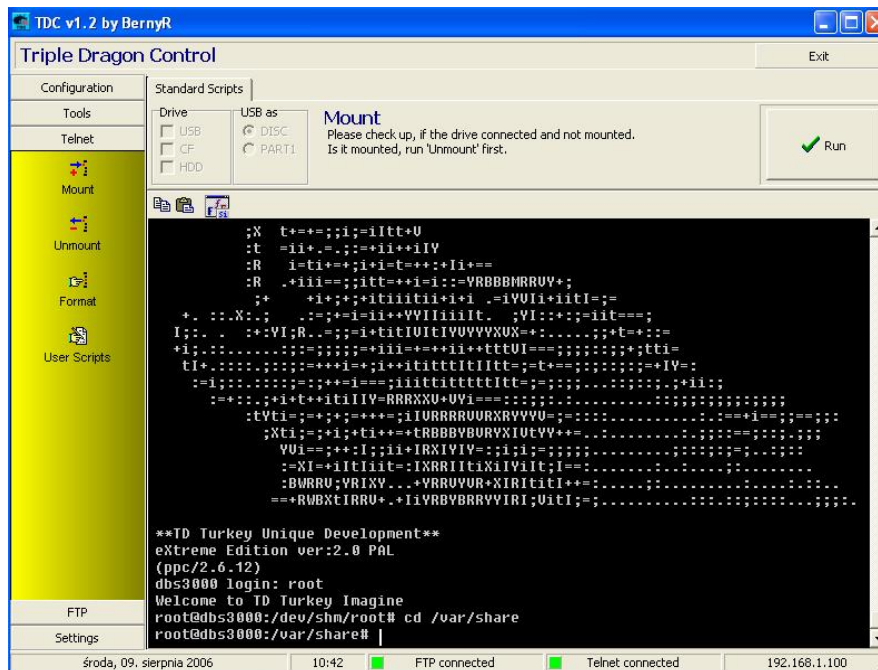 TDC v1.2 by BernyR
Triple Dragon Control
Exit
Configuration
Tools
Telnet
Mount
Unmount
Format
User Scripts
FTP
Settings
Standard Scripts
Drive
USB
CF
HDD
USB as
DISC
PART1
Mount
Please check up, if the drive connected and not mounted.
Is it mounted, run 'Unmount' first.
Run
**TD Turkey Unique Development**
eXtreme Edition ver:2.0 PAL
(ppc/2.6.12)
dbs3000 login: root
Welcome to TD Turkey Imagine
root@dbs3000:/dev/shm/root# cd /var/share
root@dbs3000:/var/share#
środa, 09. sierpnia 2006
10:42
FTP connected
Telnet connected
192.168.1.100